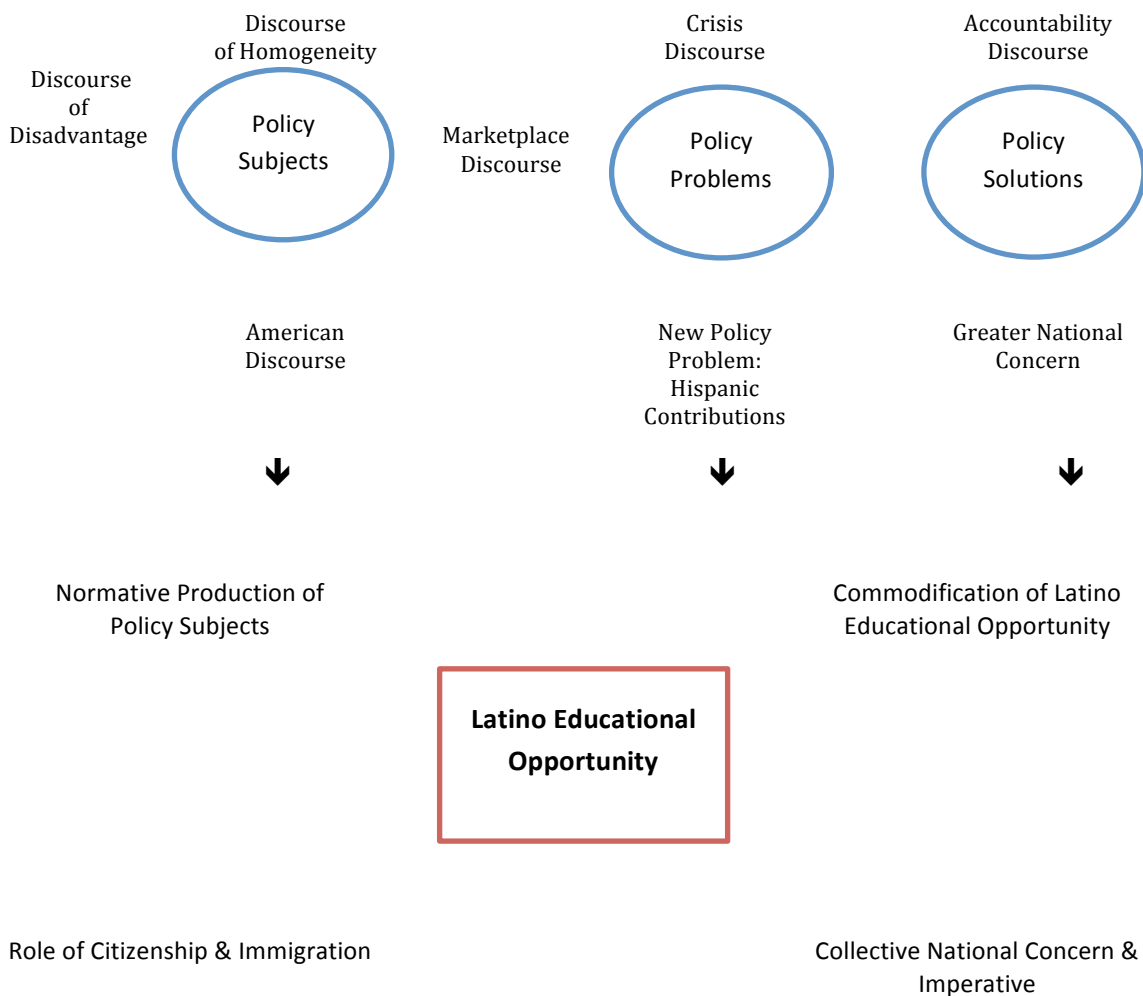 Discourse
of Homogeneity
Crisis
Discourse
Accountability
Discourse
Discourse
of
Disadvantage
Policy
Subjects
Marketplace
Discourse
Policy
Problems
Policy
Solutions
American
Discourse
New Policy
Problem:
Hispanic
Contributions
Greater National
Concern
Normative Production of
Policy Subjects
Commodification of Latino
Educational Opportunity
Latino Educational
Opportunity
Role of Citizenship & Immigration
Collective National Concern &
Imperative